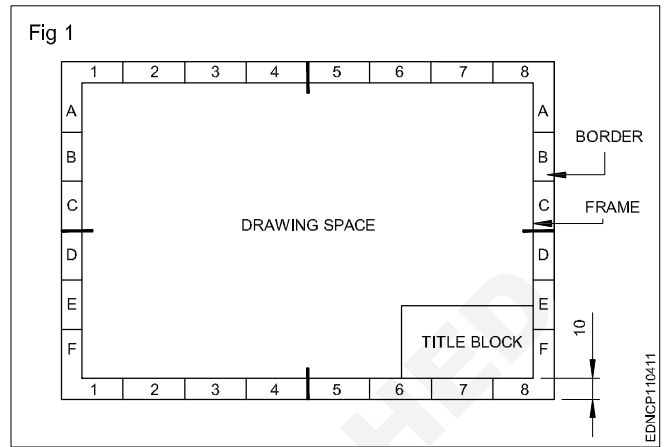 Fig 1
1 2 3 4 5 6 7 8
A A
B B
BORDER
C C
FRAME
DRAWING SPACE
D D
E E
10
TITLE BLOCK
F F
1 2 3 4 5 6 7 8
EDNCP110411
HED